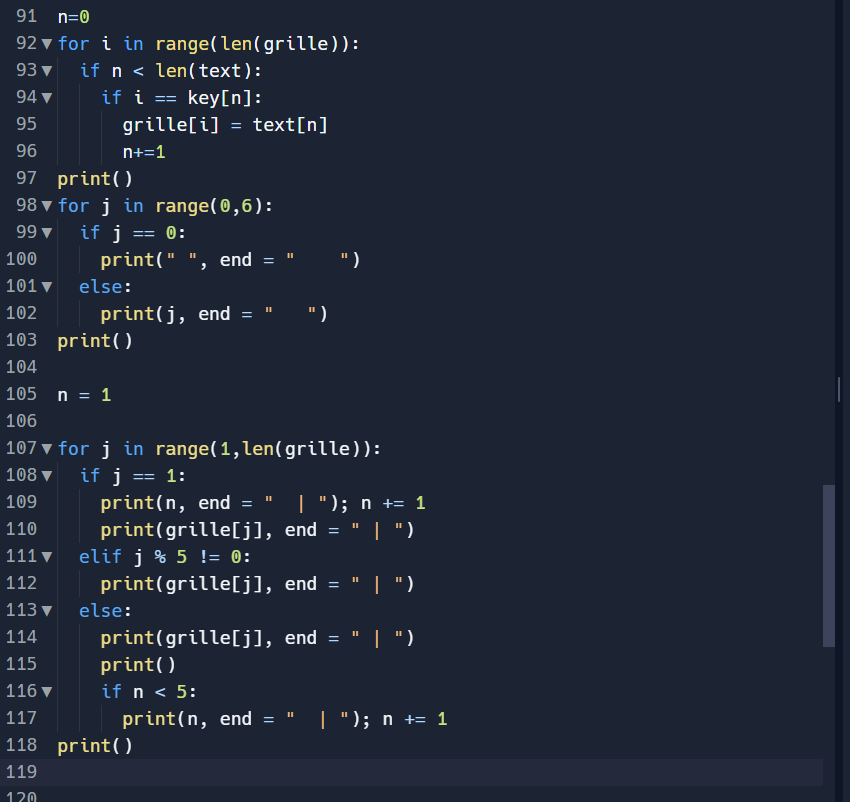 91 n=0
92 for i in range(len(grille)):
93   if n < len(text):
94     if i == key[n]:
95       grille[i] = text[n]
96       n+=1
97 print()
98 for j in range(0,6):
99   if j == 0:
100     print(" ", end = "    ")
101   else:
102     print(j, end = "   ")
103 print()
104
105 n = 1
106
107 for j in range(1,len(grille)):
108   if j == 1:
109     print(n, end = "  | "); n += 1
110     print(grille[j], end = " | ")
111   elif j % 5 != 0:
112     print(grille[j], end = " | ")
113   else:
114     print(grille[j], end = " | ")
115     print()
116     if n < 5:
117       print(n, end = "  | "); n += 1
118 print()
119
120